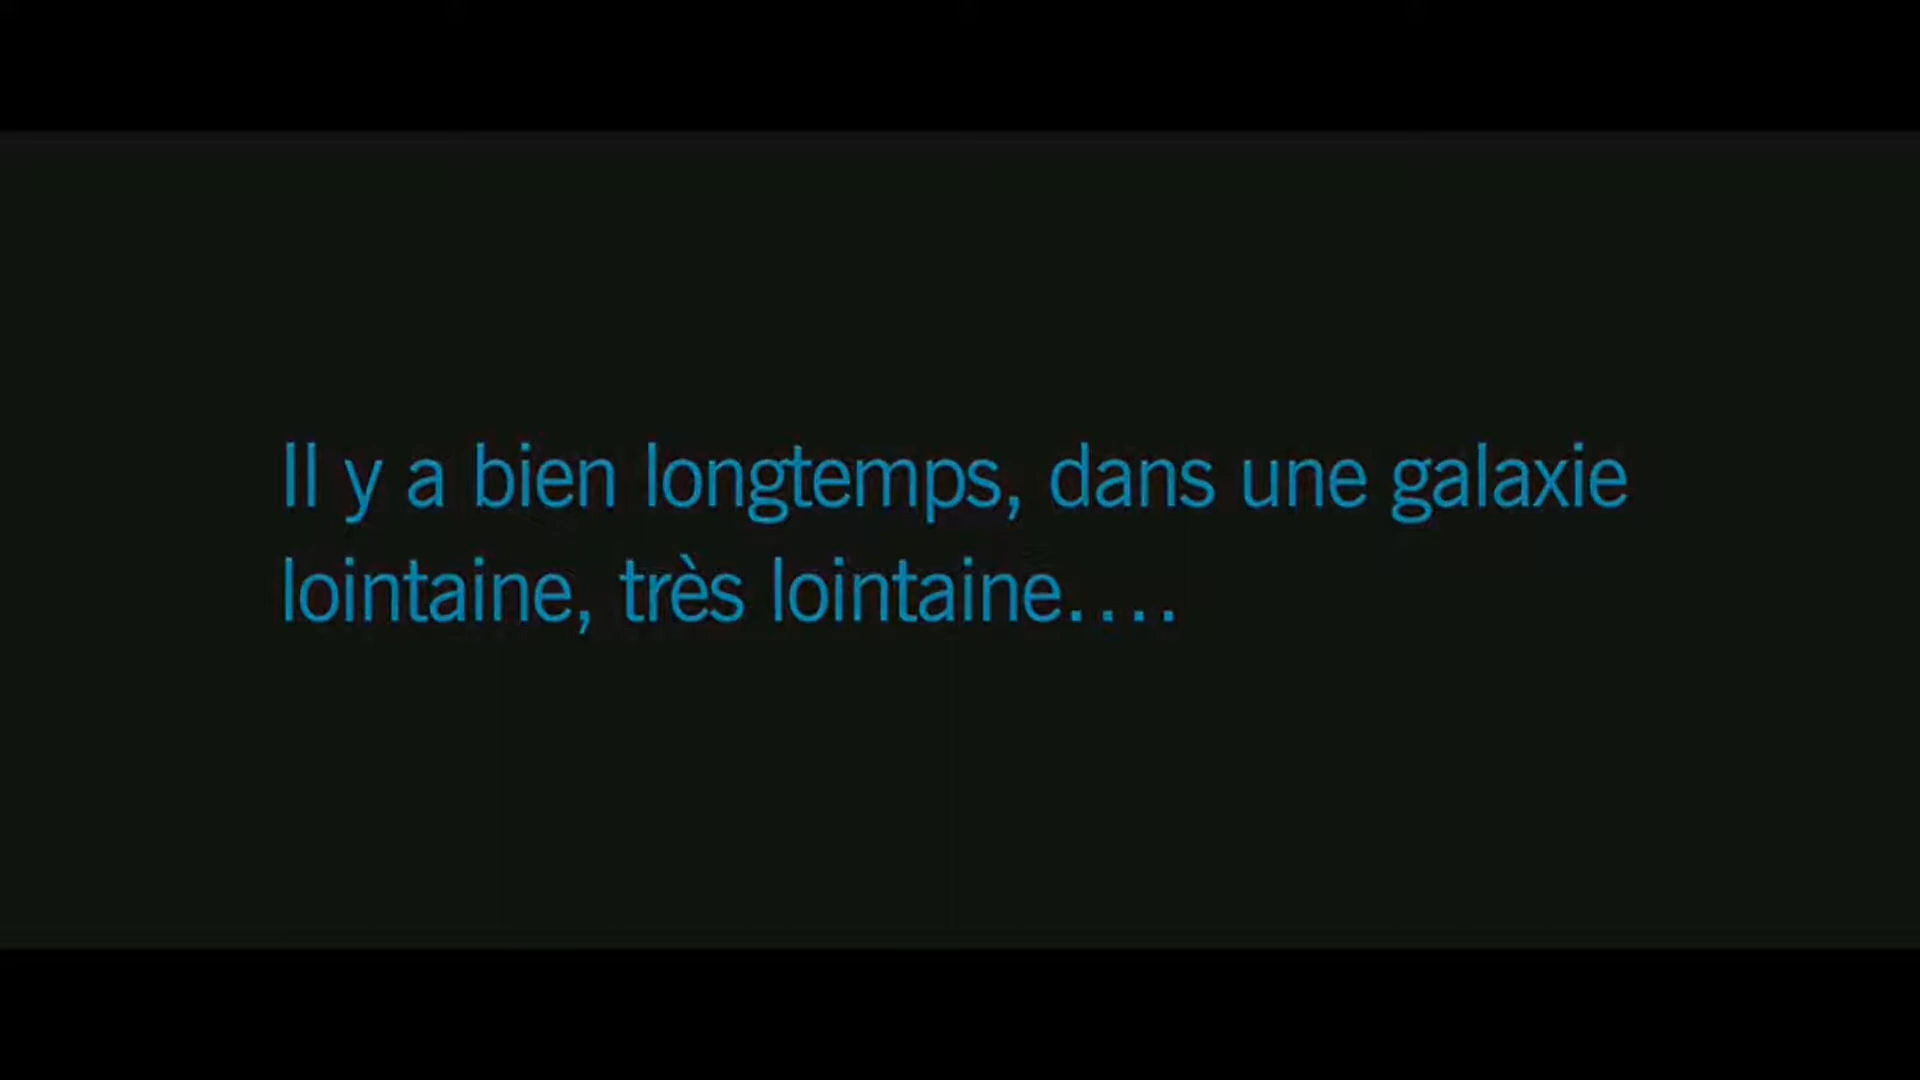 Il y a bien longtemps, dans une galaxie
lointaine, très lointaine....